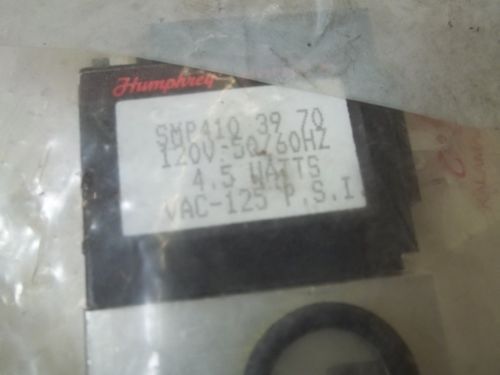 Humphrey
SMP410 39 70
120V-50/60HZ
4.5 WATTS
VAC-125 P.S.I.